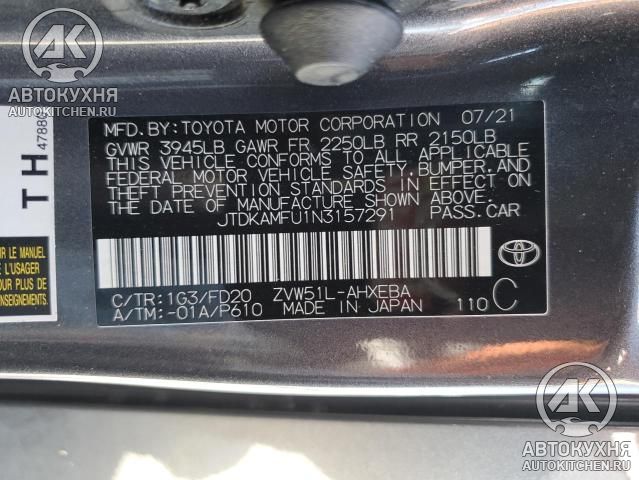 AK
АВТОКУХНЯ
AUTOKITCHEN.RU
TH
MFD.BY:TOYOTA MOTOR CORPORATION 07/21
GVWR 3945LB GAWR FR 2250LB RR 2150LB
THIS VEHICLE CONFORMS TO ALL APPLICABLE
FEDERAL MOTOR VEHICLE SAFETY,BUMPER,AND
THEFT PREVENTION STANDARDS IN EFFECT ON
THE DATE OF MANUFACTURE SHOWN ABOVE.
JTDKAMFU1N3157291 PASS.CAR
LE MANUEL
L'USAGER
TOYOTA
C/TR:1G3/FD20 ZVW51L-AHXEBA
A/TM:-01A/P610 MADE IN JAPAN 110 C
AK
АВТОКУХНЯ
AUTOKITCHEN.RU